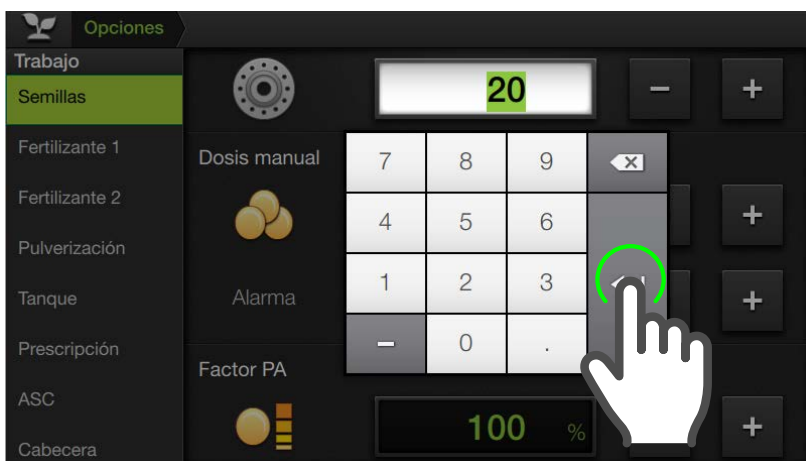 Opciones
Trabajo
Semillas
Fertilizante 1
Fertilizante 2
Pulverización
Tanque
Prescripción
ASC
Cabecera
20
− +
Dosis manual
7 8 9
4 5 6
1 2 3
− 0 .
+
Alarma
+
Factor PA
100 %
+